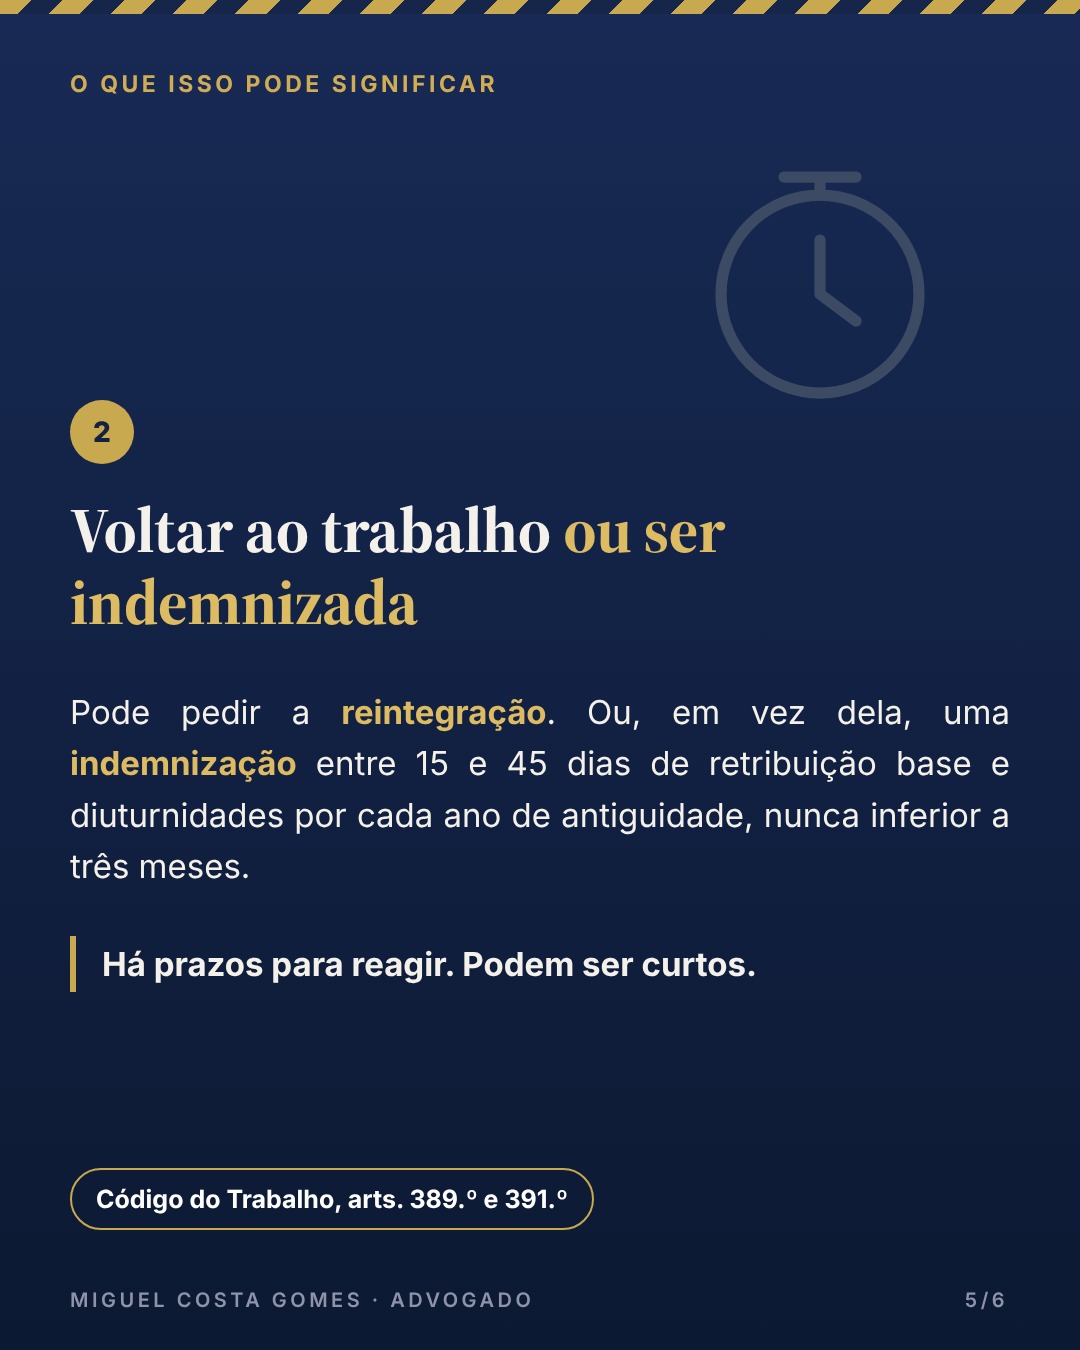 O QUE ISSO PODE SIGNIFICAR
2
Voltar ao trabalho ou ser
indemnizada
Pode pedir a reintegração. Ou, em vez dela, uma
indemnização entre 15 e 45 dias de retribuição base e
diuturnidades por cada ano de antiguidade, nunca inferior a
três meses.
Há prazos para reagir. Podem ser curtos.
Código do Trabalho, arts. 389.º e 391.º
MIGUEL COSTA GOMES · ADVOGADO
5/6